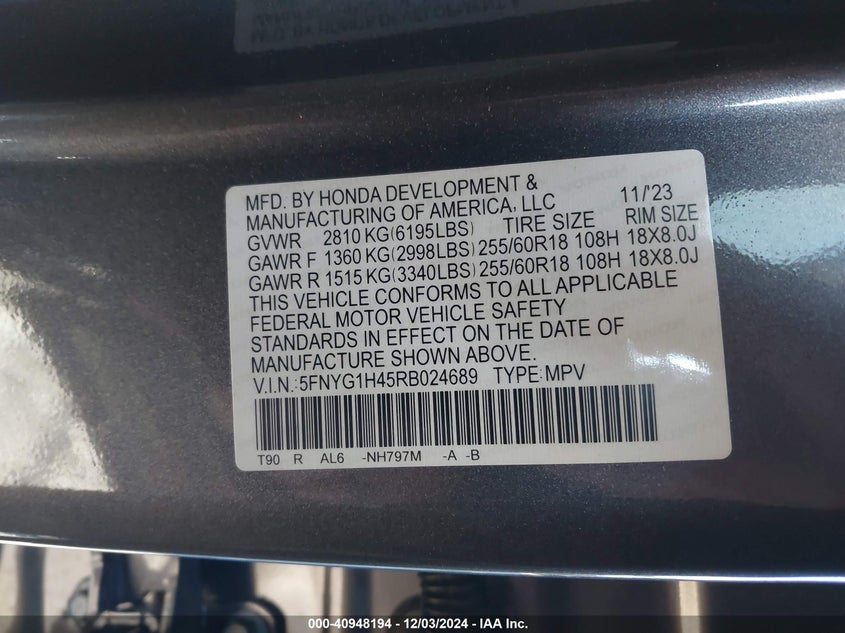 MFD. BY HONDA DEVELOPMENT &
MANUFACTURING OF AMERICA, LLC 11/'23
GVWR 2810 KG(6195LBS) TIRE SIZE RIM SIZE
GAWR F 1360 KG(2998LBS) 255/60R18 108H 18X8.0J
GAWR R 1515 KG(3340LBS) 255/60R18 108H 18X8.0J
THIS VEHICLE CONFORMS TO ALL APPLICABLE
FEDERAL MOTOR VEHICLE SAFETY
STANDARDS IN EFFECT ON THE DATE OF
MANUFACTURE SHOWN ABOVE.
V.I.N.:5FNYG1H45RB024689 TYPE:MPV
T90 R AL6 -NH797M -A -B
000-40948194 - 12/03/2024 - IAA Inc.